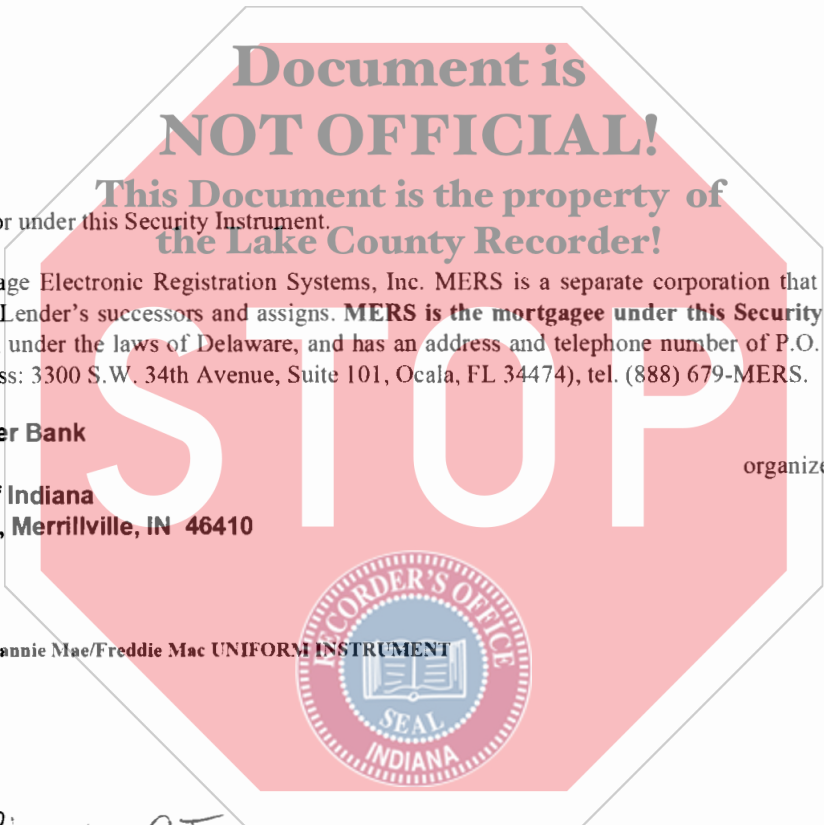 Document is
NOT OFFICIAL!
This Document is the property of
the Lake County Recorder!
or under this Security Instrument.
age Electronic Registration Systems, Inc. MERS is a separate corporation that
Lender's successors and assigns. MERS is the mortgagee under this Security
under the laws of Delaware, and has an address and telephone number of P.O.
ss: 3300 S.W. 34th Avenue, Suite 101, Ocala, FL 34474), tel. (888) 679-MERS.
er Bank
organize
f Indiana
, Merrillville, IN 46410
STOP
annie Mae/Freddie Mac UNIFORM INSTRUMENT
RECORDER'S OFFICE
SEAL
INDIANA